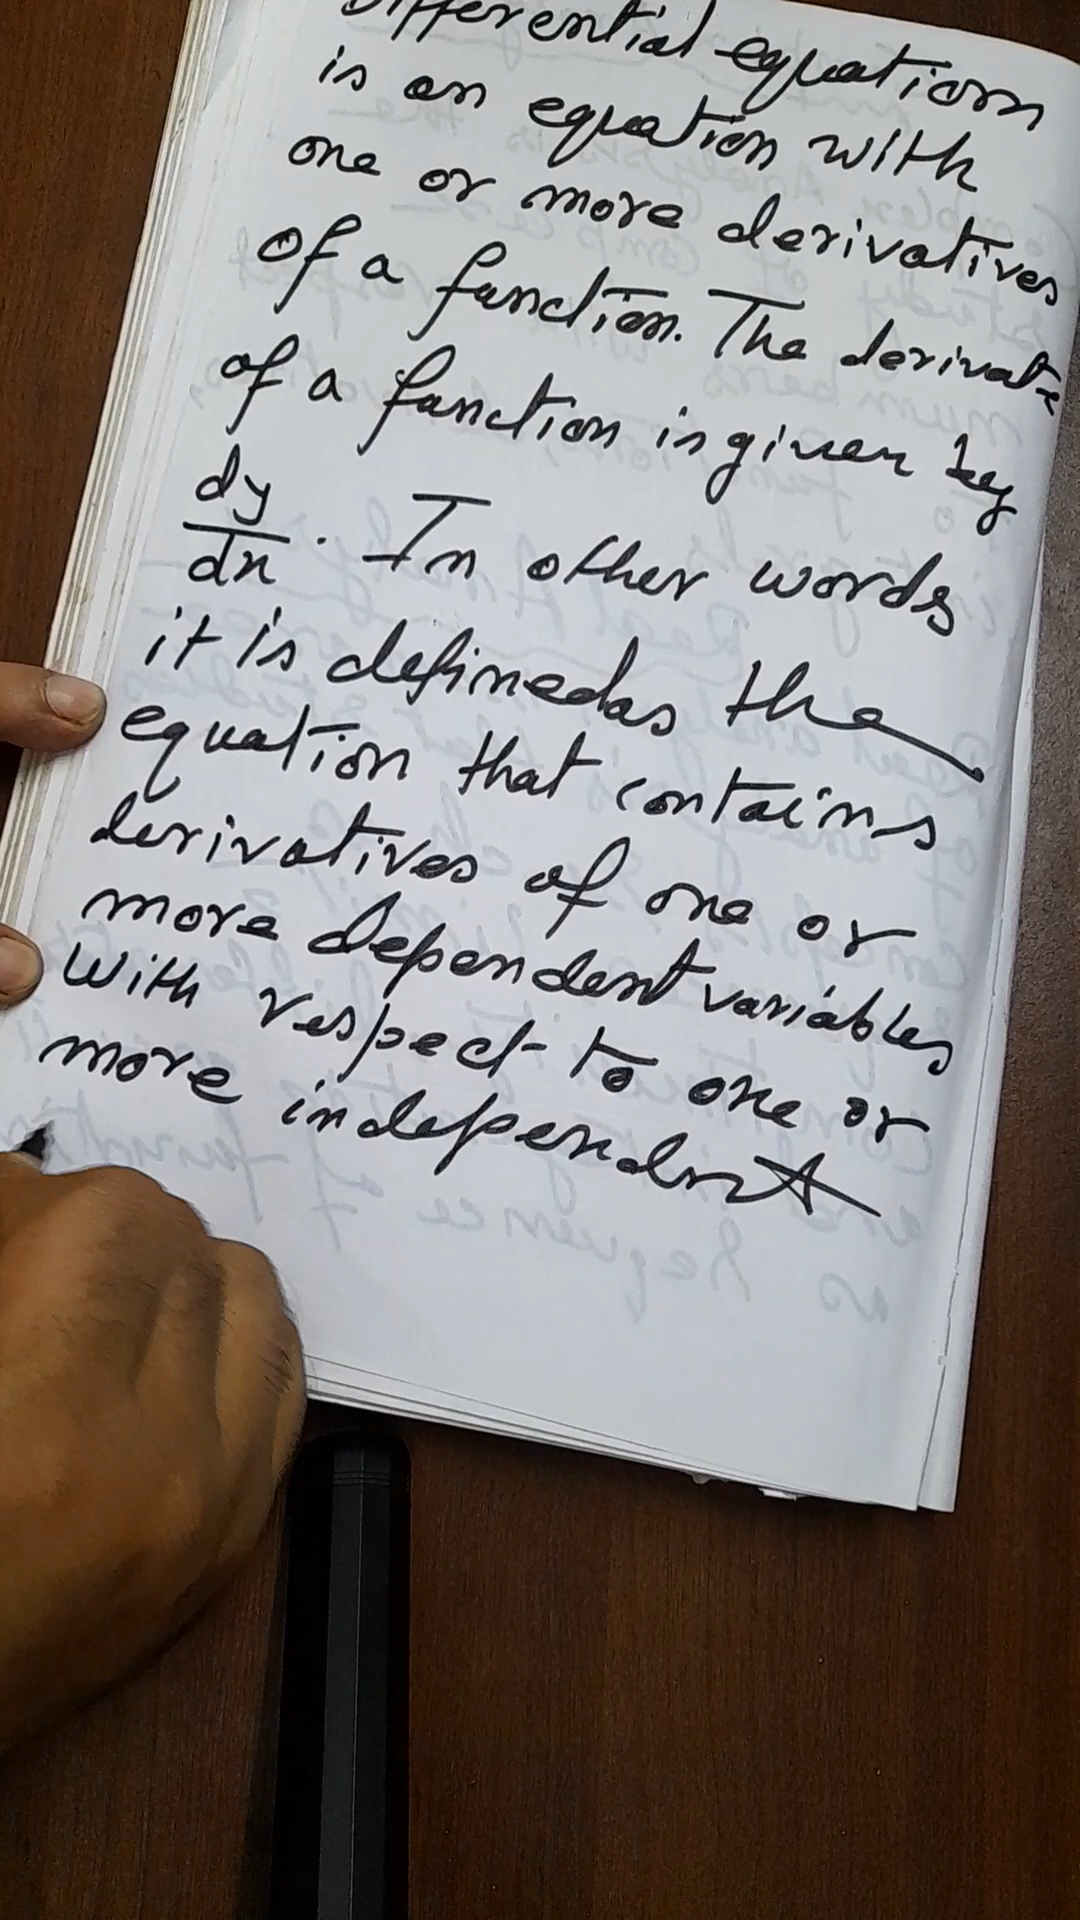 Differential equation
is an equation with
one or more derivatives
of a function. The derivate
of a function is given by
dy/dx. In other words
it is defined as the
equation that contains
derivatives of one or
more dependent variables
with respect to one or
more independent